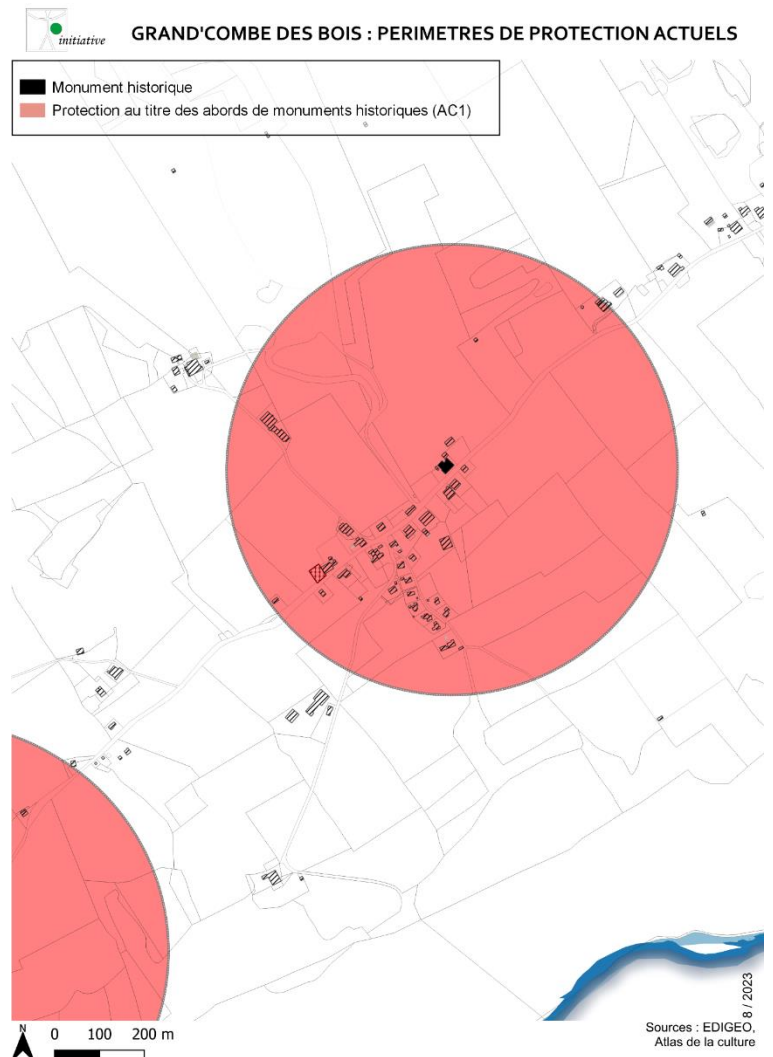 initiative
GRAND'COMBE DES BOIS : PERIMETRES DE PROTECTION ACTUELS
Monument historique
Protection au titre des abords de monuments historiques (AC1)
N
0 100 200 m
8 / 2023
Sources : EDIGEO,
Atlas de la culture